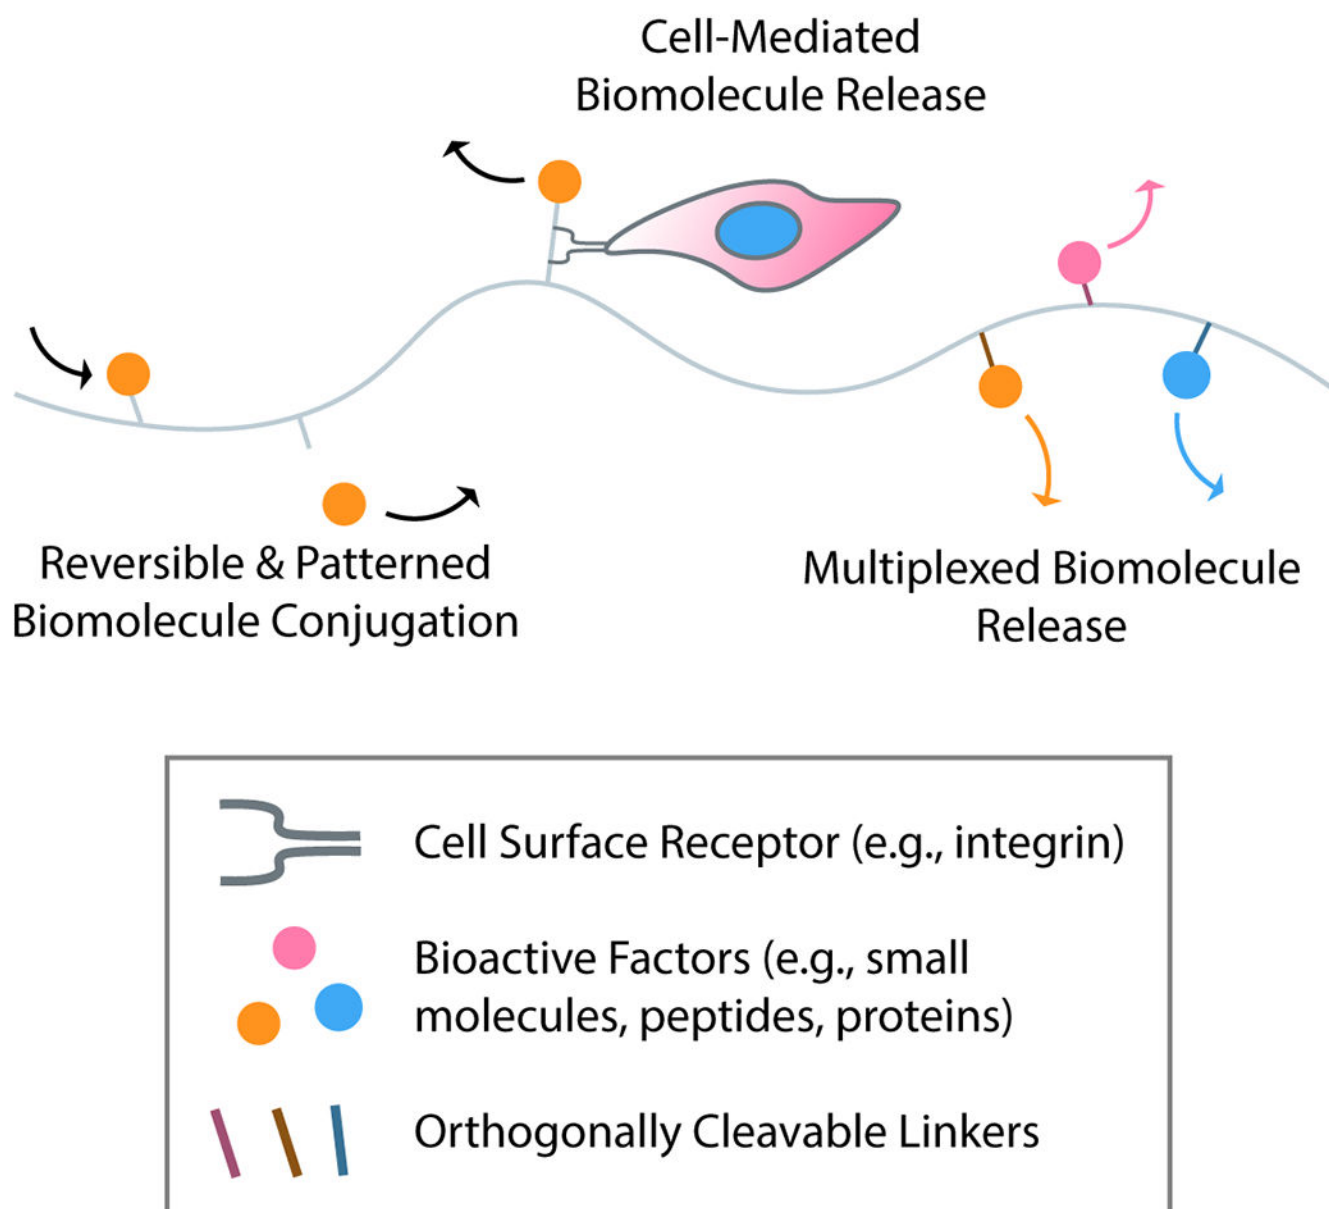 Cell-Mediated
Biomolecule Release
Reversible & Patterned
Biomolecule Conjugation
Multiplexed Biomolecule
Release
Cell Surface Receptor (e.g., integrin)
Bioactive Factors (e.g., small
molecules, peptides, proteins)
Orthogonally Cleavable Linkers